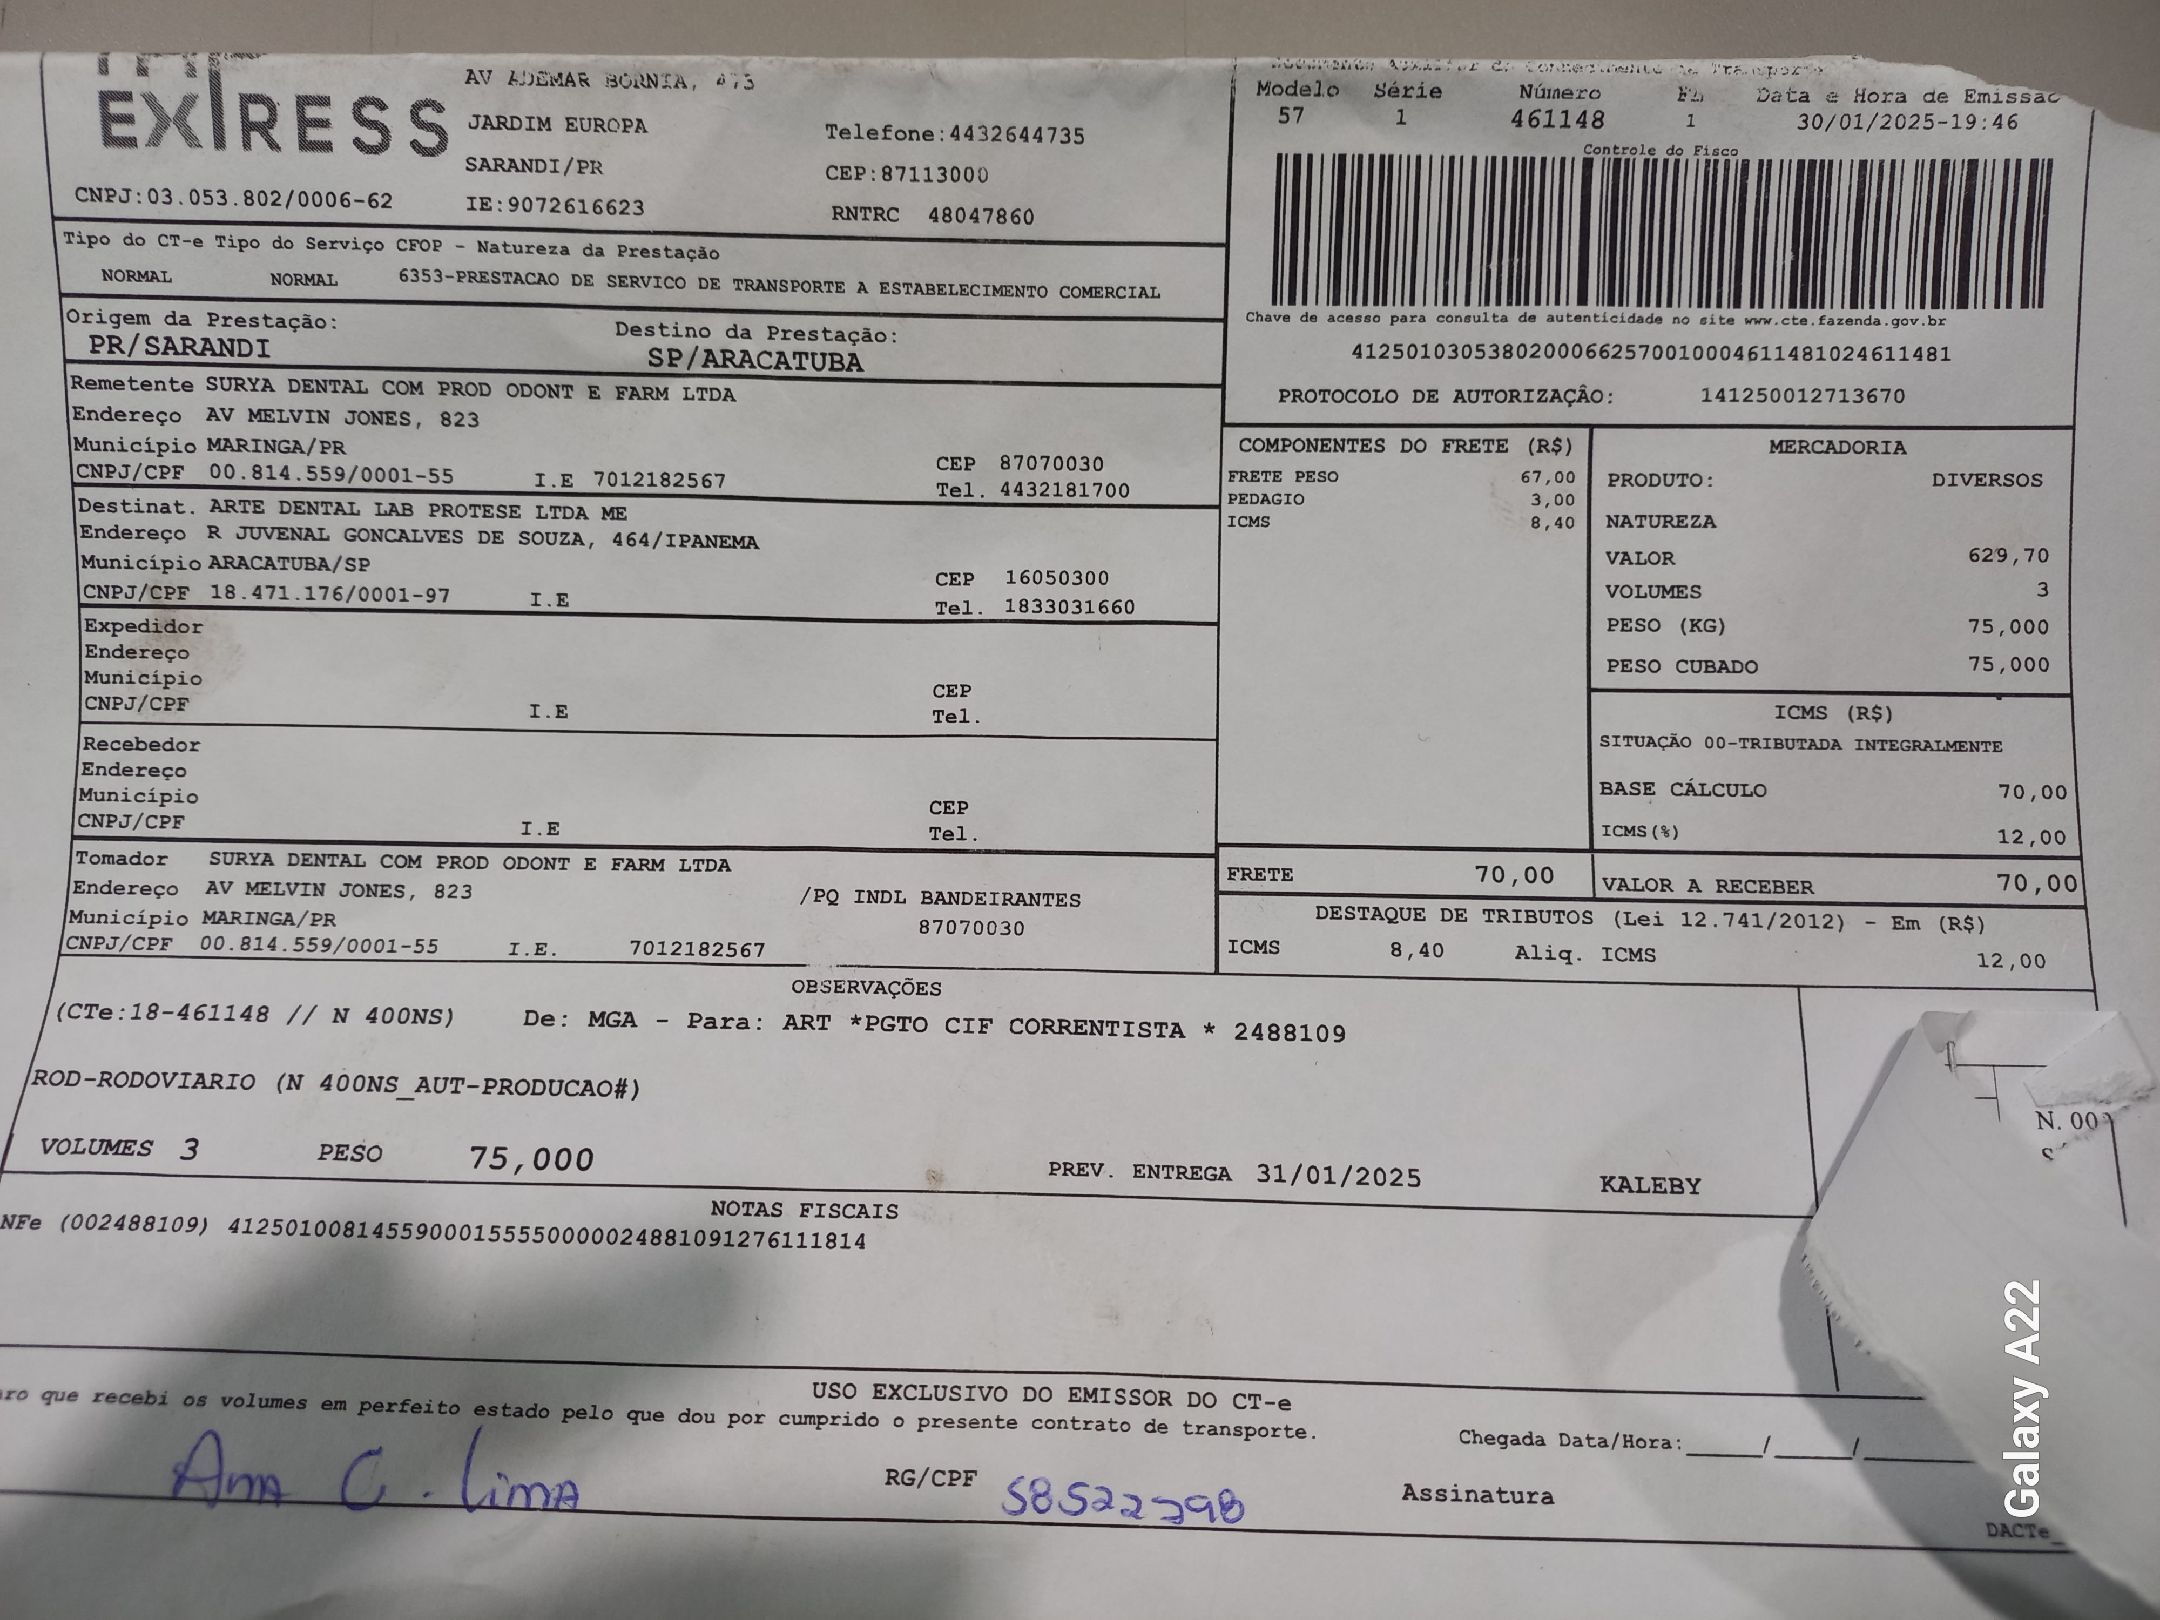 EXPRESS
AV ADEMAR BORNIA, 473
JARDIM EUROPA
Telefone:4432644735
SARANDI/PR
CEP:87113000
CNPJ:03.053.802/0006-62
IE:9072616623
RNTRC 48047860
Documento Auxiliar do Conhecimento de Transporte
Modelo Série Número Fl Data e Hora de Emissão
57 1 461148 1 30/01/2025-19:46
Controle do Fisco
Chave de acesso para consulta de autenticidade no site www.cte.fazenda.gov.br
41250103053802000662570010004611481024611481
PROTOCOLO DE AUTORIZAÇÂO: 141250012713670
Tipo do CT-e Tipo do Serviço CFOP - Natureza da Prestação
NORMAL NORMAL 6353-PRESTACAO DE SERVICO DE TRANSPORTE A ESTABELECIMENTO COMERCIAL
Origem da Prestação: Destino da Prestação:
PR/SARANDI SP/ARACATUBA
Remetente SURYA DENTAL COM PROD ODONT E FARM LTDA
Endereço AV MELVIN JONES, 823
Município MARINGA/PR CEP 87070030
CNPJ/CPF 00.814.559/0001-55 I.E 7012182567 Tel. 4432181700
Destinat. ARTE DENTAL LAB PROTESE LTDA ME
Endereço R JUVENAL GONCALVES DE SOUZA, 464/IPANEMA
Município ARACATUBA/SP CEP 16050300
CNPJ/CPF 18.471.176/0001-97 I.E Tel. 1833031660
Expedidor
Endereço
Município CEP
CNPJ/CPF I.E Tel.
Recebedor
Endereço
Município CEP
CNPJ/CPF I.E Tel.
Tomador SURYA DENTAL COM PROD ODONT E FARM LTDA
Endereço AV MELVIN JONES, 823 /PQ INDL BANDEIRANTES
Município MARINGA/PR 87070030
CNPJ/CPF 00.814.559/0001-55 I.E. 7012182567
COMPONENTES DO FRETE (R$)
FRETE PESO 67,00
PEDAGIO 3,00
ICMS 8,40
MERCADORIA
PRODUTO: DIVERSOS
NATUREZA
VALOR 629,70
VOLUMES 3
PESO (KG) 75,000
PESO CUBADO 75,000
ICMS (R$)
SITUAÇÃO 00-TRIBUTADA INTEGRALMENTE
BASE CÁLCULO 70,00
ICMS(%) 12,00
FRETE 70,00 VALOR A RECEBER 70,00
DESTAQUE DE TRIBUTOS (Lei 12.741/2012) - Em (R$)
ICMS 8,40 Aliq. ICMS 12,00
OBSERVAÇÕES
(CTe:18-461148 // N 400NS) De: MGA - Para: ART *PGTO CIF CORRENTISTA * 2488109
ROD-RODOVIARIO (N 400NS_AUT-PRODUCAO#)
VOLUMES 3 PESO 75,000 PREV. ENTREGA 31/01/2025 KALEBY
N. 00
NOTAS FISCAIS
NFe (002488109) 41250100814559000155550000024881091276111814
USO EXCLUSIVO DO EMISSOR DO CT-e
que recebi os volumes em perfeito estado pelo que dou por cumprido o presente contrato de transporte.
Chegada Data/Hora:_____/_____/_____
Ana C. Lima RG/CPF Assinatura
DACTe_
Galaxy A22